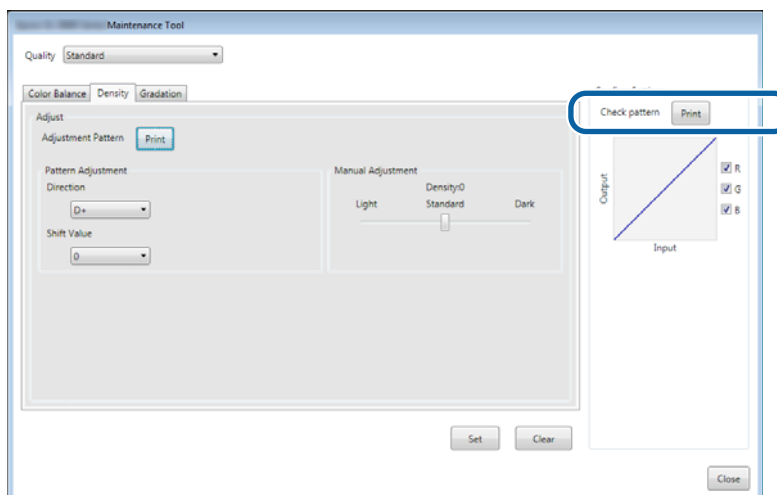 Maintenance Tool
Quality Standard
Color Balance Density Gradation
Adjust
Adjustment Pattern Print
Pattern Adjustment
Direction
D+
Shift Value
0
Manual Adjustment
Density:0
Light Standard Dark
Check pattern Print
Output
Input
R
G
B
Set Clear
Close